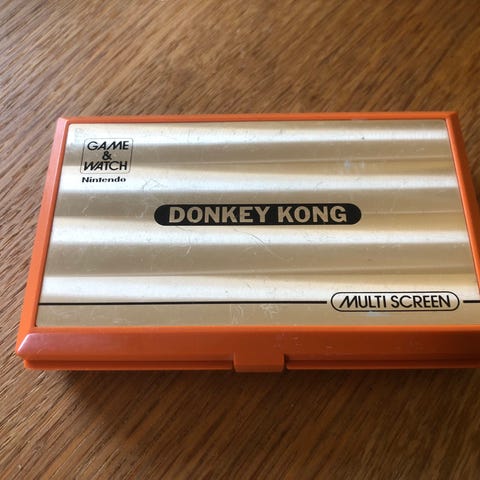 GAME
&
WATCH
Nintendo
DONKEY KONG
MULTI SCREEN